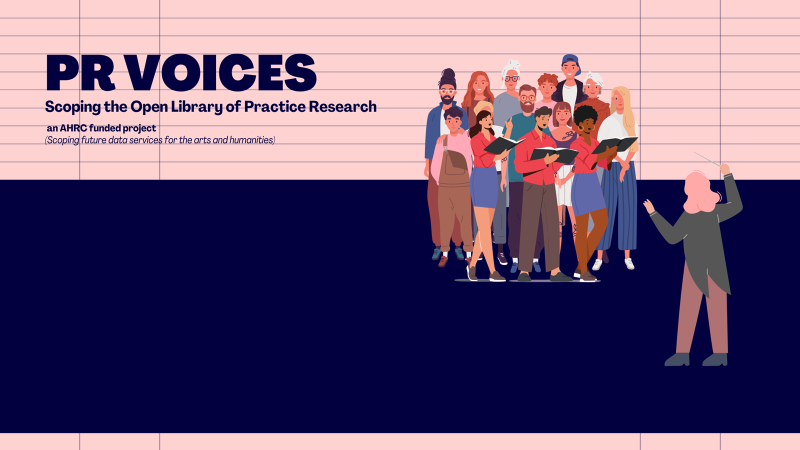 PR VOICES
Scoping the Open Library of Practice Research
an AHRC funded project
(Scoping future data services for the arts and humanities)